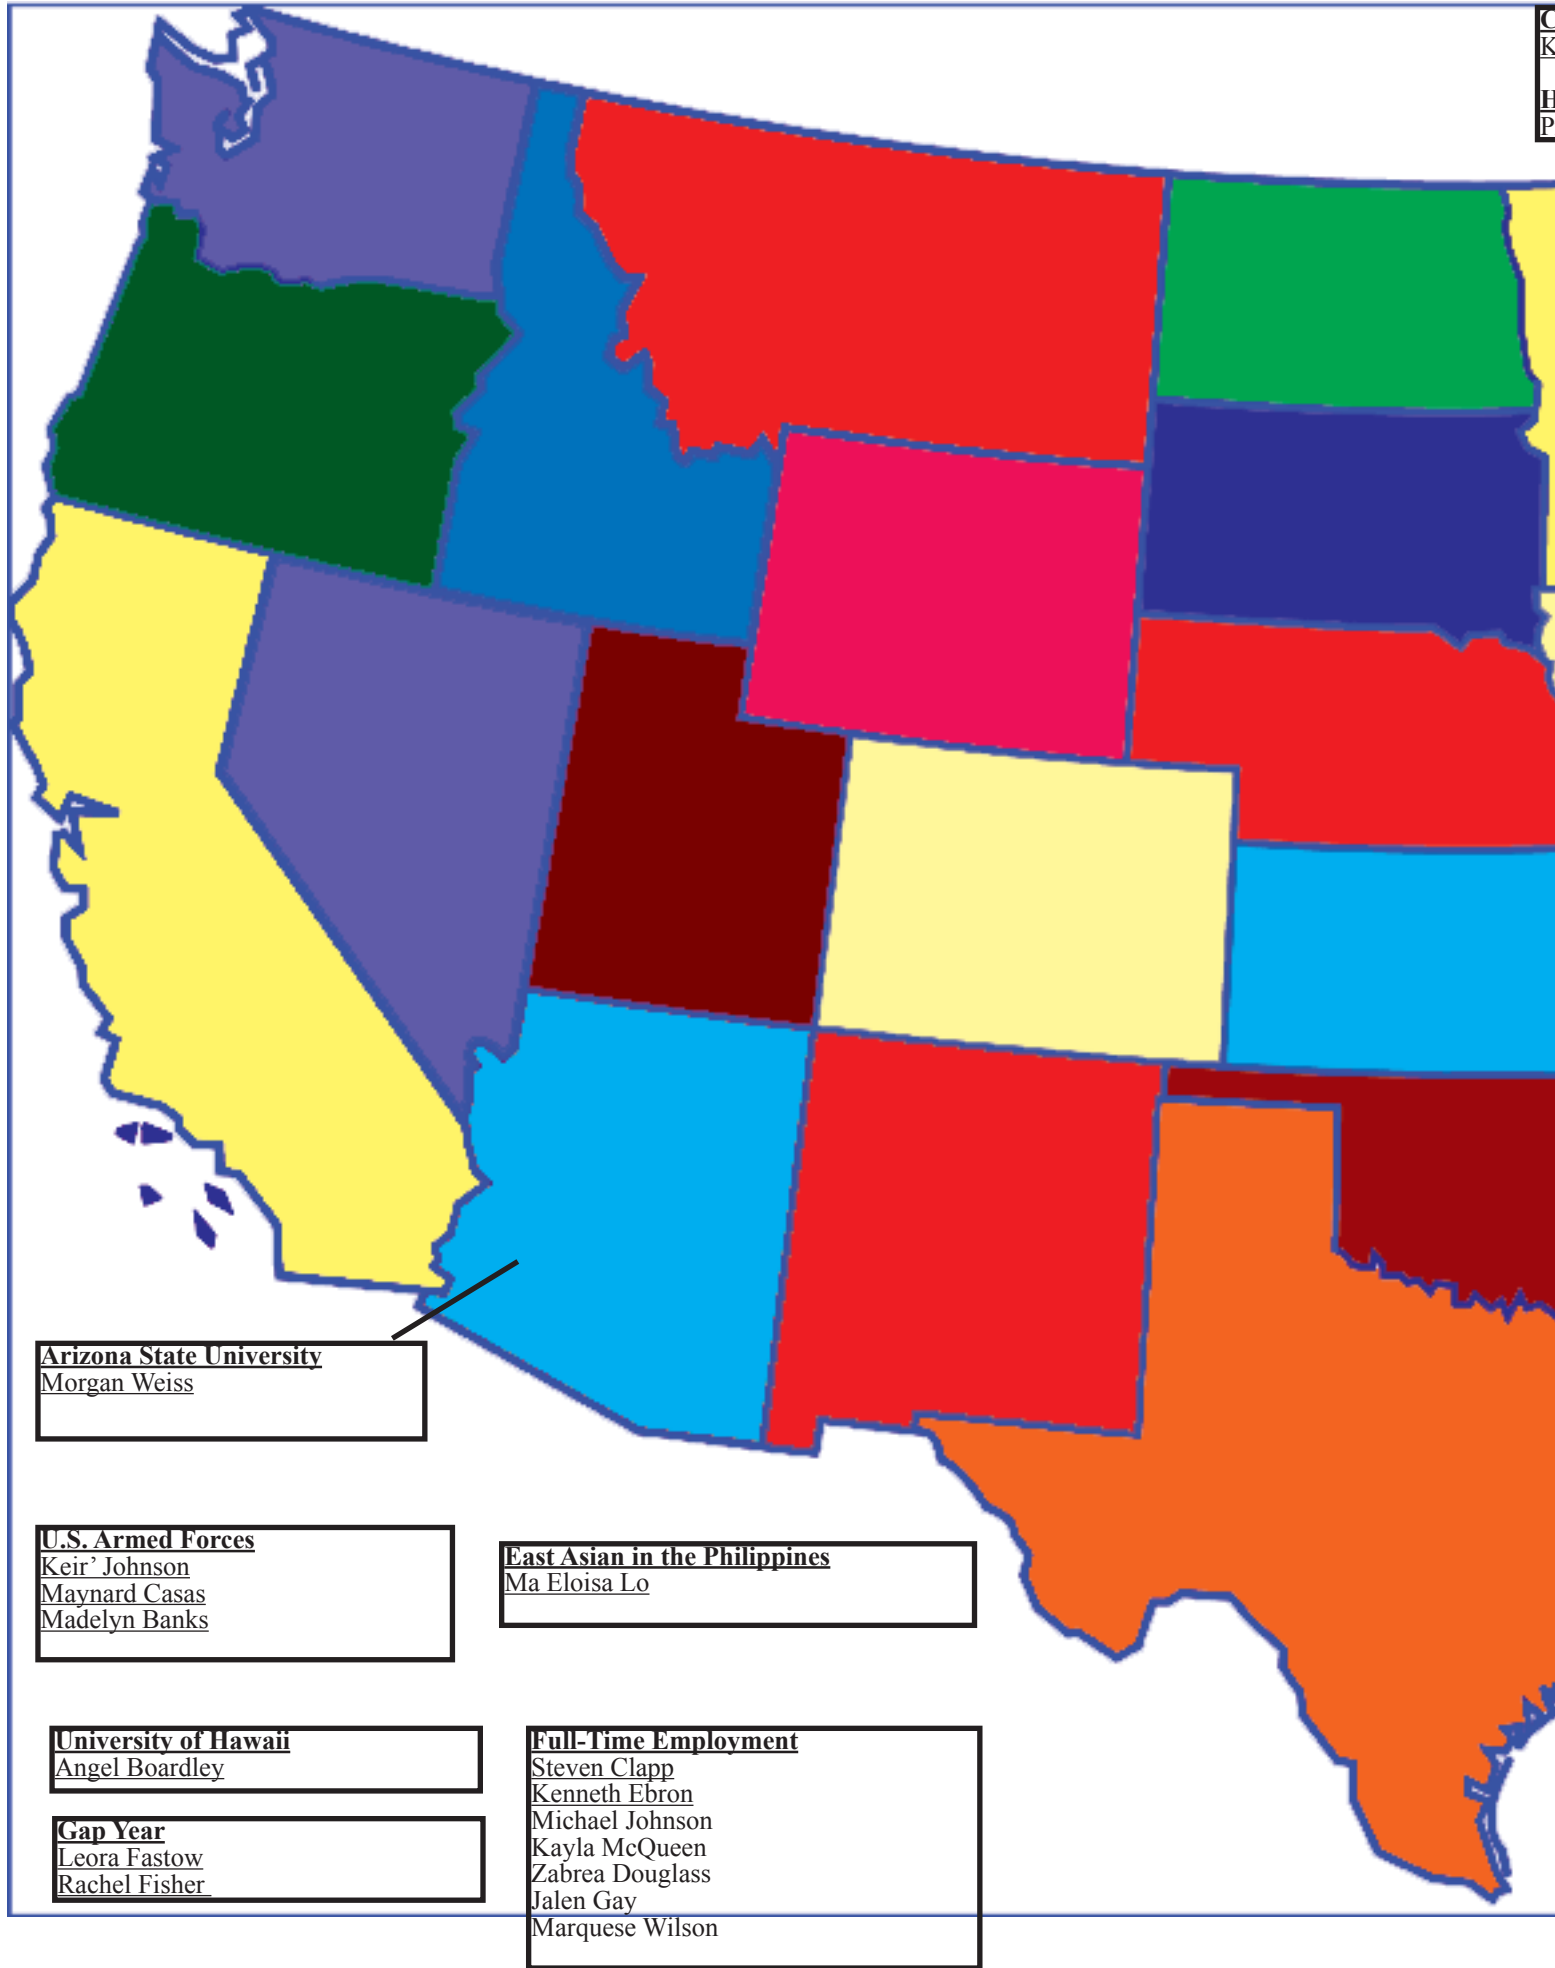 Arizona State University
Morgan Weiss
U.S. Armed Forces
Keir' Johnson
Maynard Casas
Madelyn Banks
East Asian in the Philippines
Ma Eloisa Lo
University of Hawaii
Angel Boardley
Gap Year
Leora Fastow
Rachel Fisher
Full-Time Employment
Steven Clapp
Kenneth Ebron
Michael Johnson
Kayla McQueen
Zabrea Douglass
Jalen Gay
Marquese Wilson